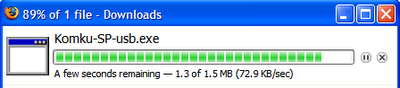 89% of 1 file - Downloads
Komku-SP-usb.exe
A few seconds remaining — 1.3 of 1.5 MB (72.9 KB/sec)